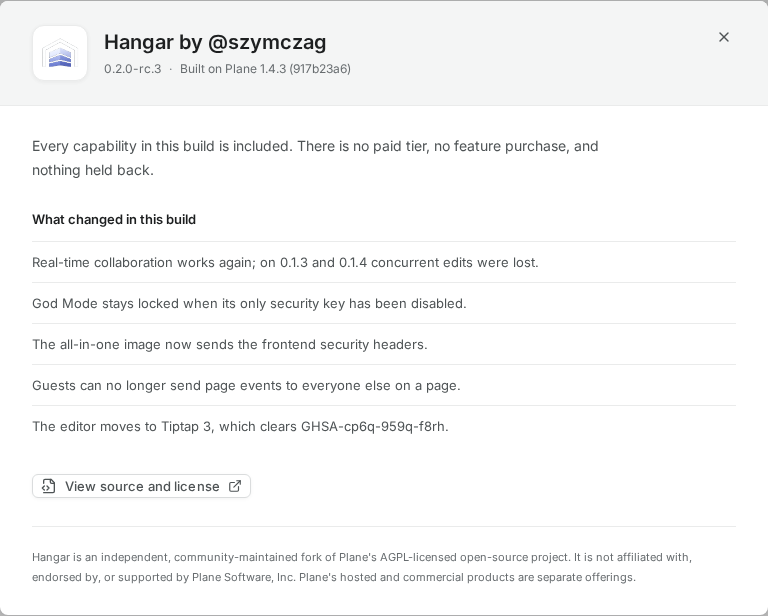 Hangar by @szymczag
0.2.0-rc.3 · Built on Plane 1.4.3 (917b23a6)
Every capability in this build is included. There is no paid tier, no feature purchase, and
nothing held back.
What changed in this build
Real-time collaboration works again; on 0.1.3 and 0.1.4 concurrent edits were lost.
God Mode stays locked when its only security key has been disabled.
The all-in-one image now sends the frontend security headers.
Guests can no longer send page events to everyone else on a page.
The editor moves to Tiptap 3, which clears GHSA-cp6q-959q-f8rh.
View source and license
Hangar is an independent, community-maintained fork of Plane's AGPL-licensed open-source project. It is not affiliated with,
endorsed by, or supported by Plane Software, Inc. Plane's hosted and commercial products are separate offerings.